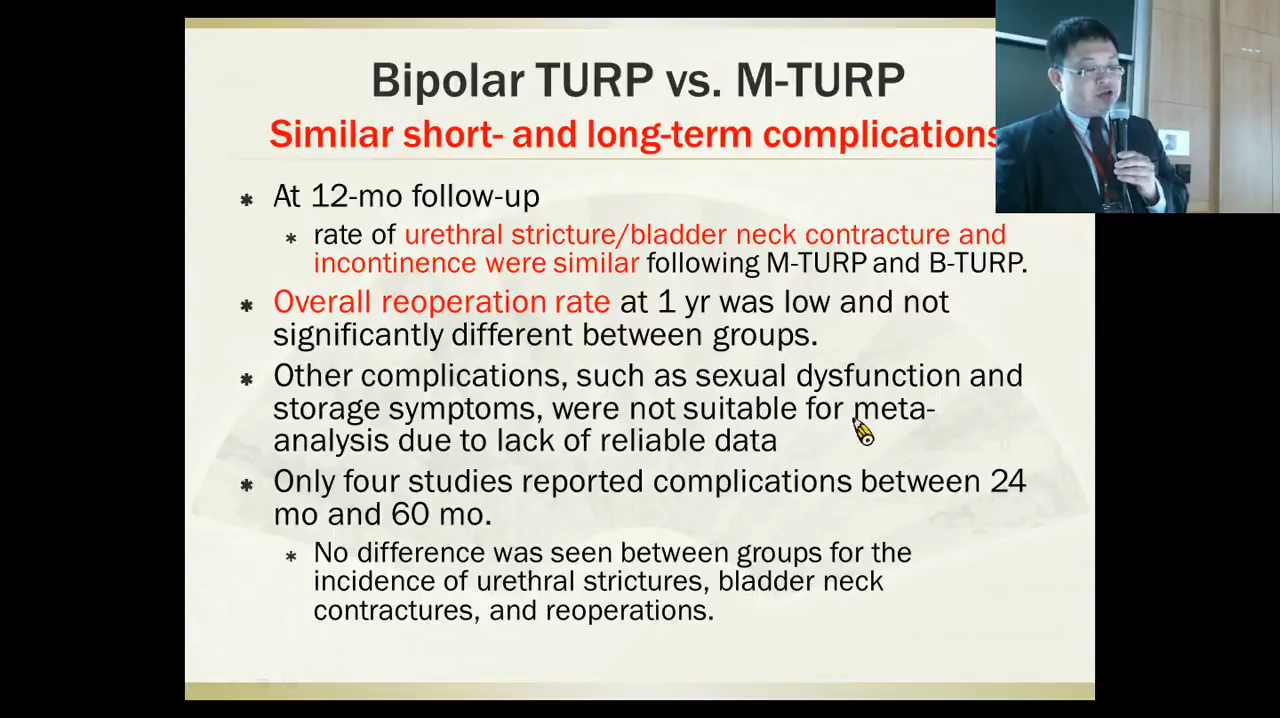 Bipolar TURP vs. M-TURP
Similar short- and long-term complications
At 12-mo follow-up
rate of urethral stricture/bladder neck contracture and
incontinence were similar following M-TURP and B-TURP.
Overall reoperation rate at 1 yr was low and not
significantly different between groups.
Other complications, such as sexual dysfunction and
storage symptoms, were not suitable for meta-
analysis due to lack of reliable data
Only four studies reported complications between 24
mo and 60 mo.
No difference was seen between groups for the
incidence of urethral strictures, bladder neck
contractures, and reoperations.